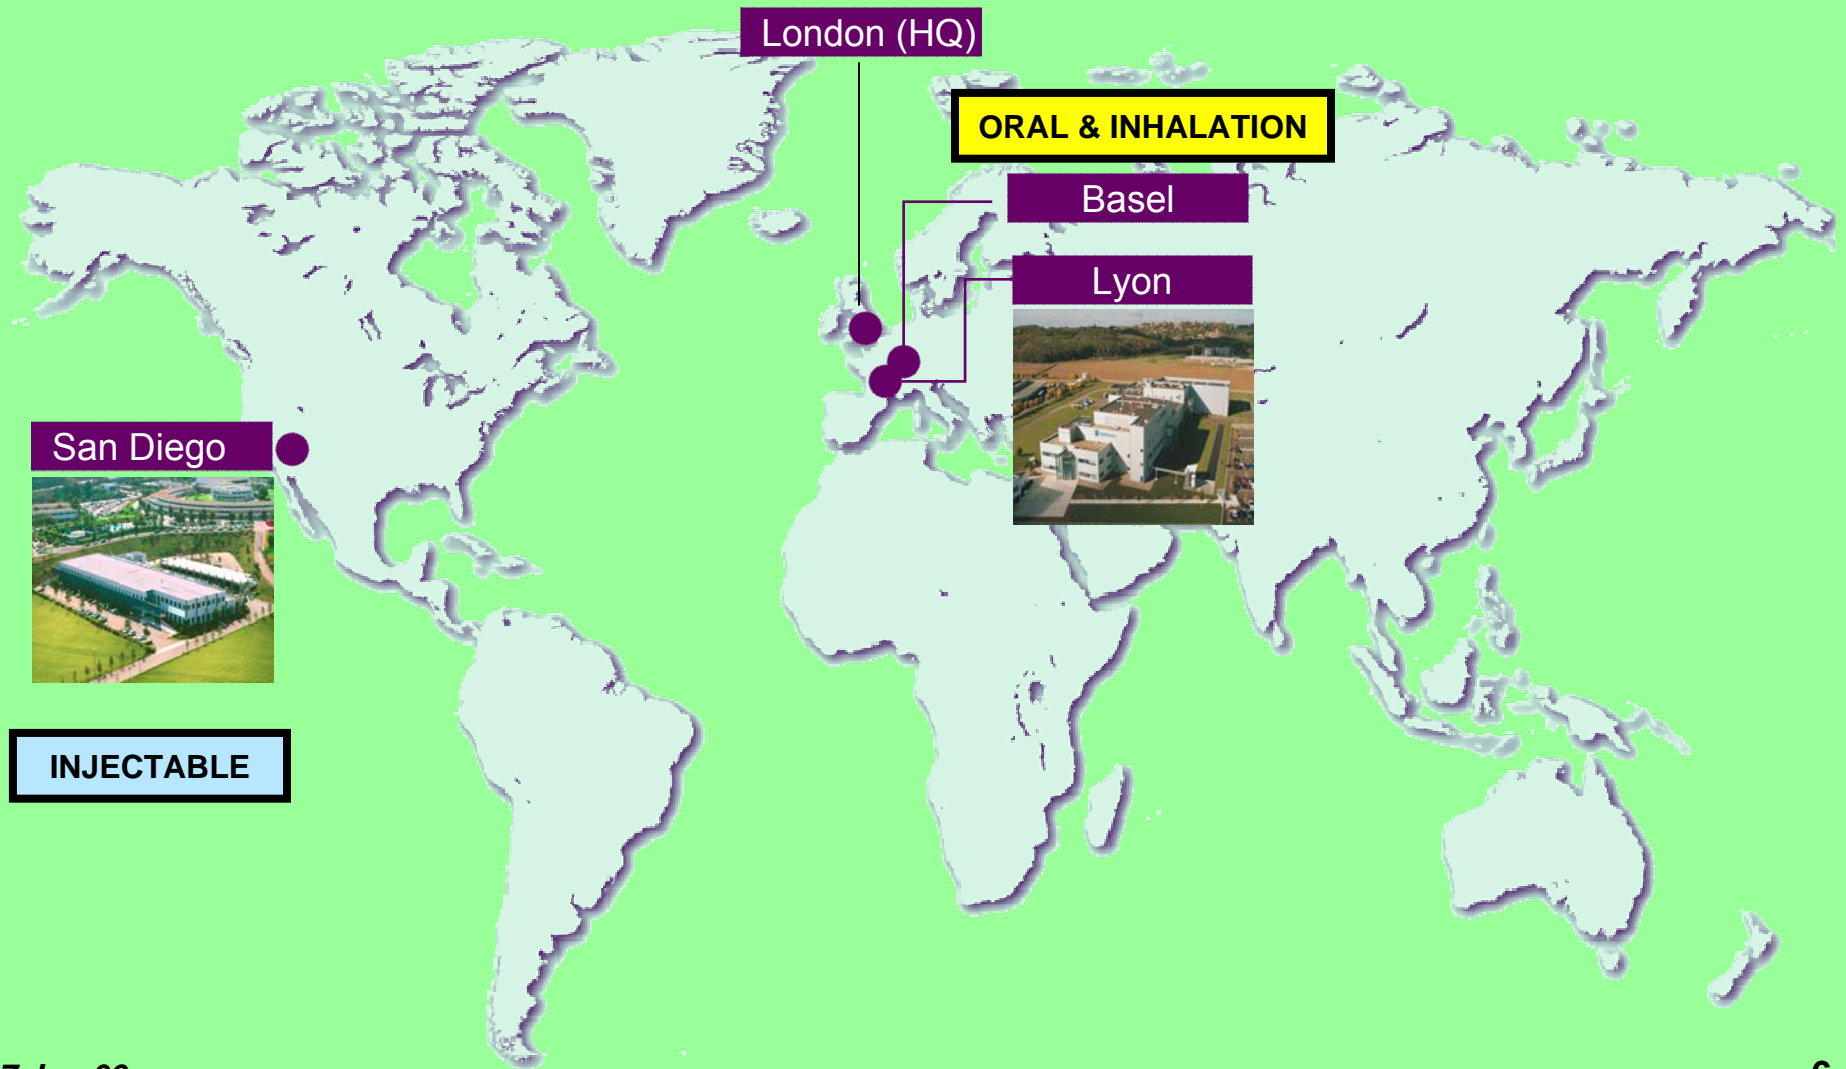 London (HQ)
ORAL & INHALATION
Basel
Lyon
San Diego
INJECTABLE